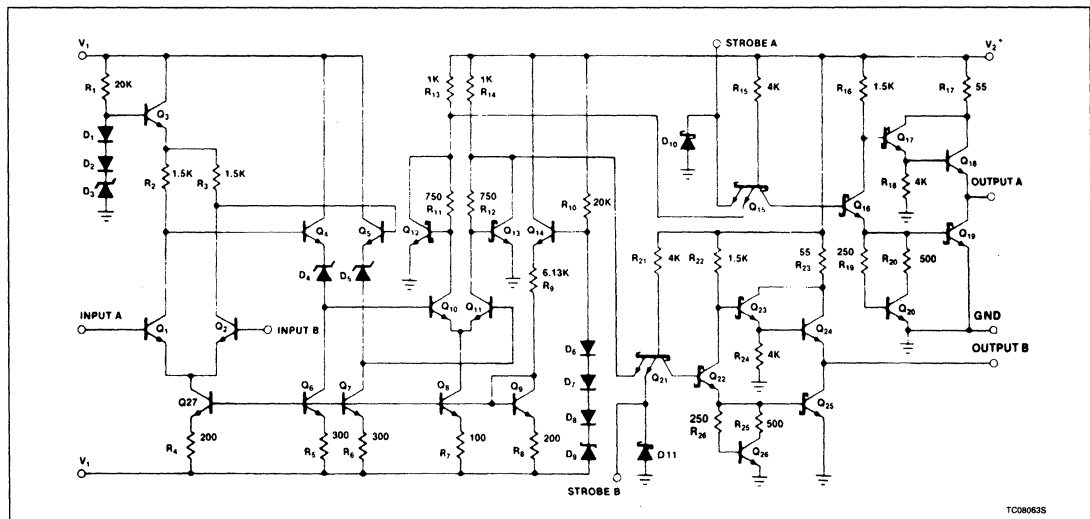 V1
STROBE A
V2+
R1 20K
1K R13
1K R14
R15 4K
R16 1.5K
R17 55
Q3
D1
D2
D3
R2 1.5K
R3 1.5K
D10
Q17
Q18
R18 4K
OUTPUT A
750 R11
750 R12
R10 20K
Q15
Q16
Q4
Q5
Q12
Q13
Q14
Q19
D4
D5
6.13K R9
R21 4K
R22 1.5K
55 R23
250 R19
R20 500
Q10
Q11
Q23
Q20
GND
INPUT A
Q1
Q2
INPUT B
Q24
OUTPUT B
D6
D7
D8
D9
R24 4K
Q21
Q22
Q25
Q27
Q6
Q7
Q8
Q9
250 R26
R25 500
R4 200
R5 300
R6 300
R7 100
R8 200
D11
Q26
V1
STROBE B
TC08063S